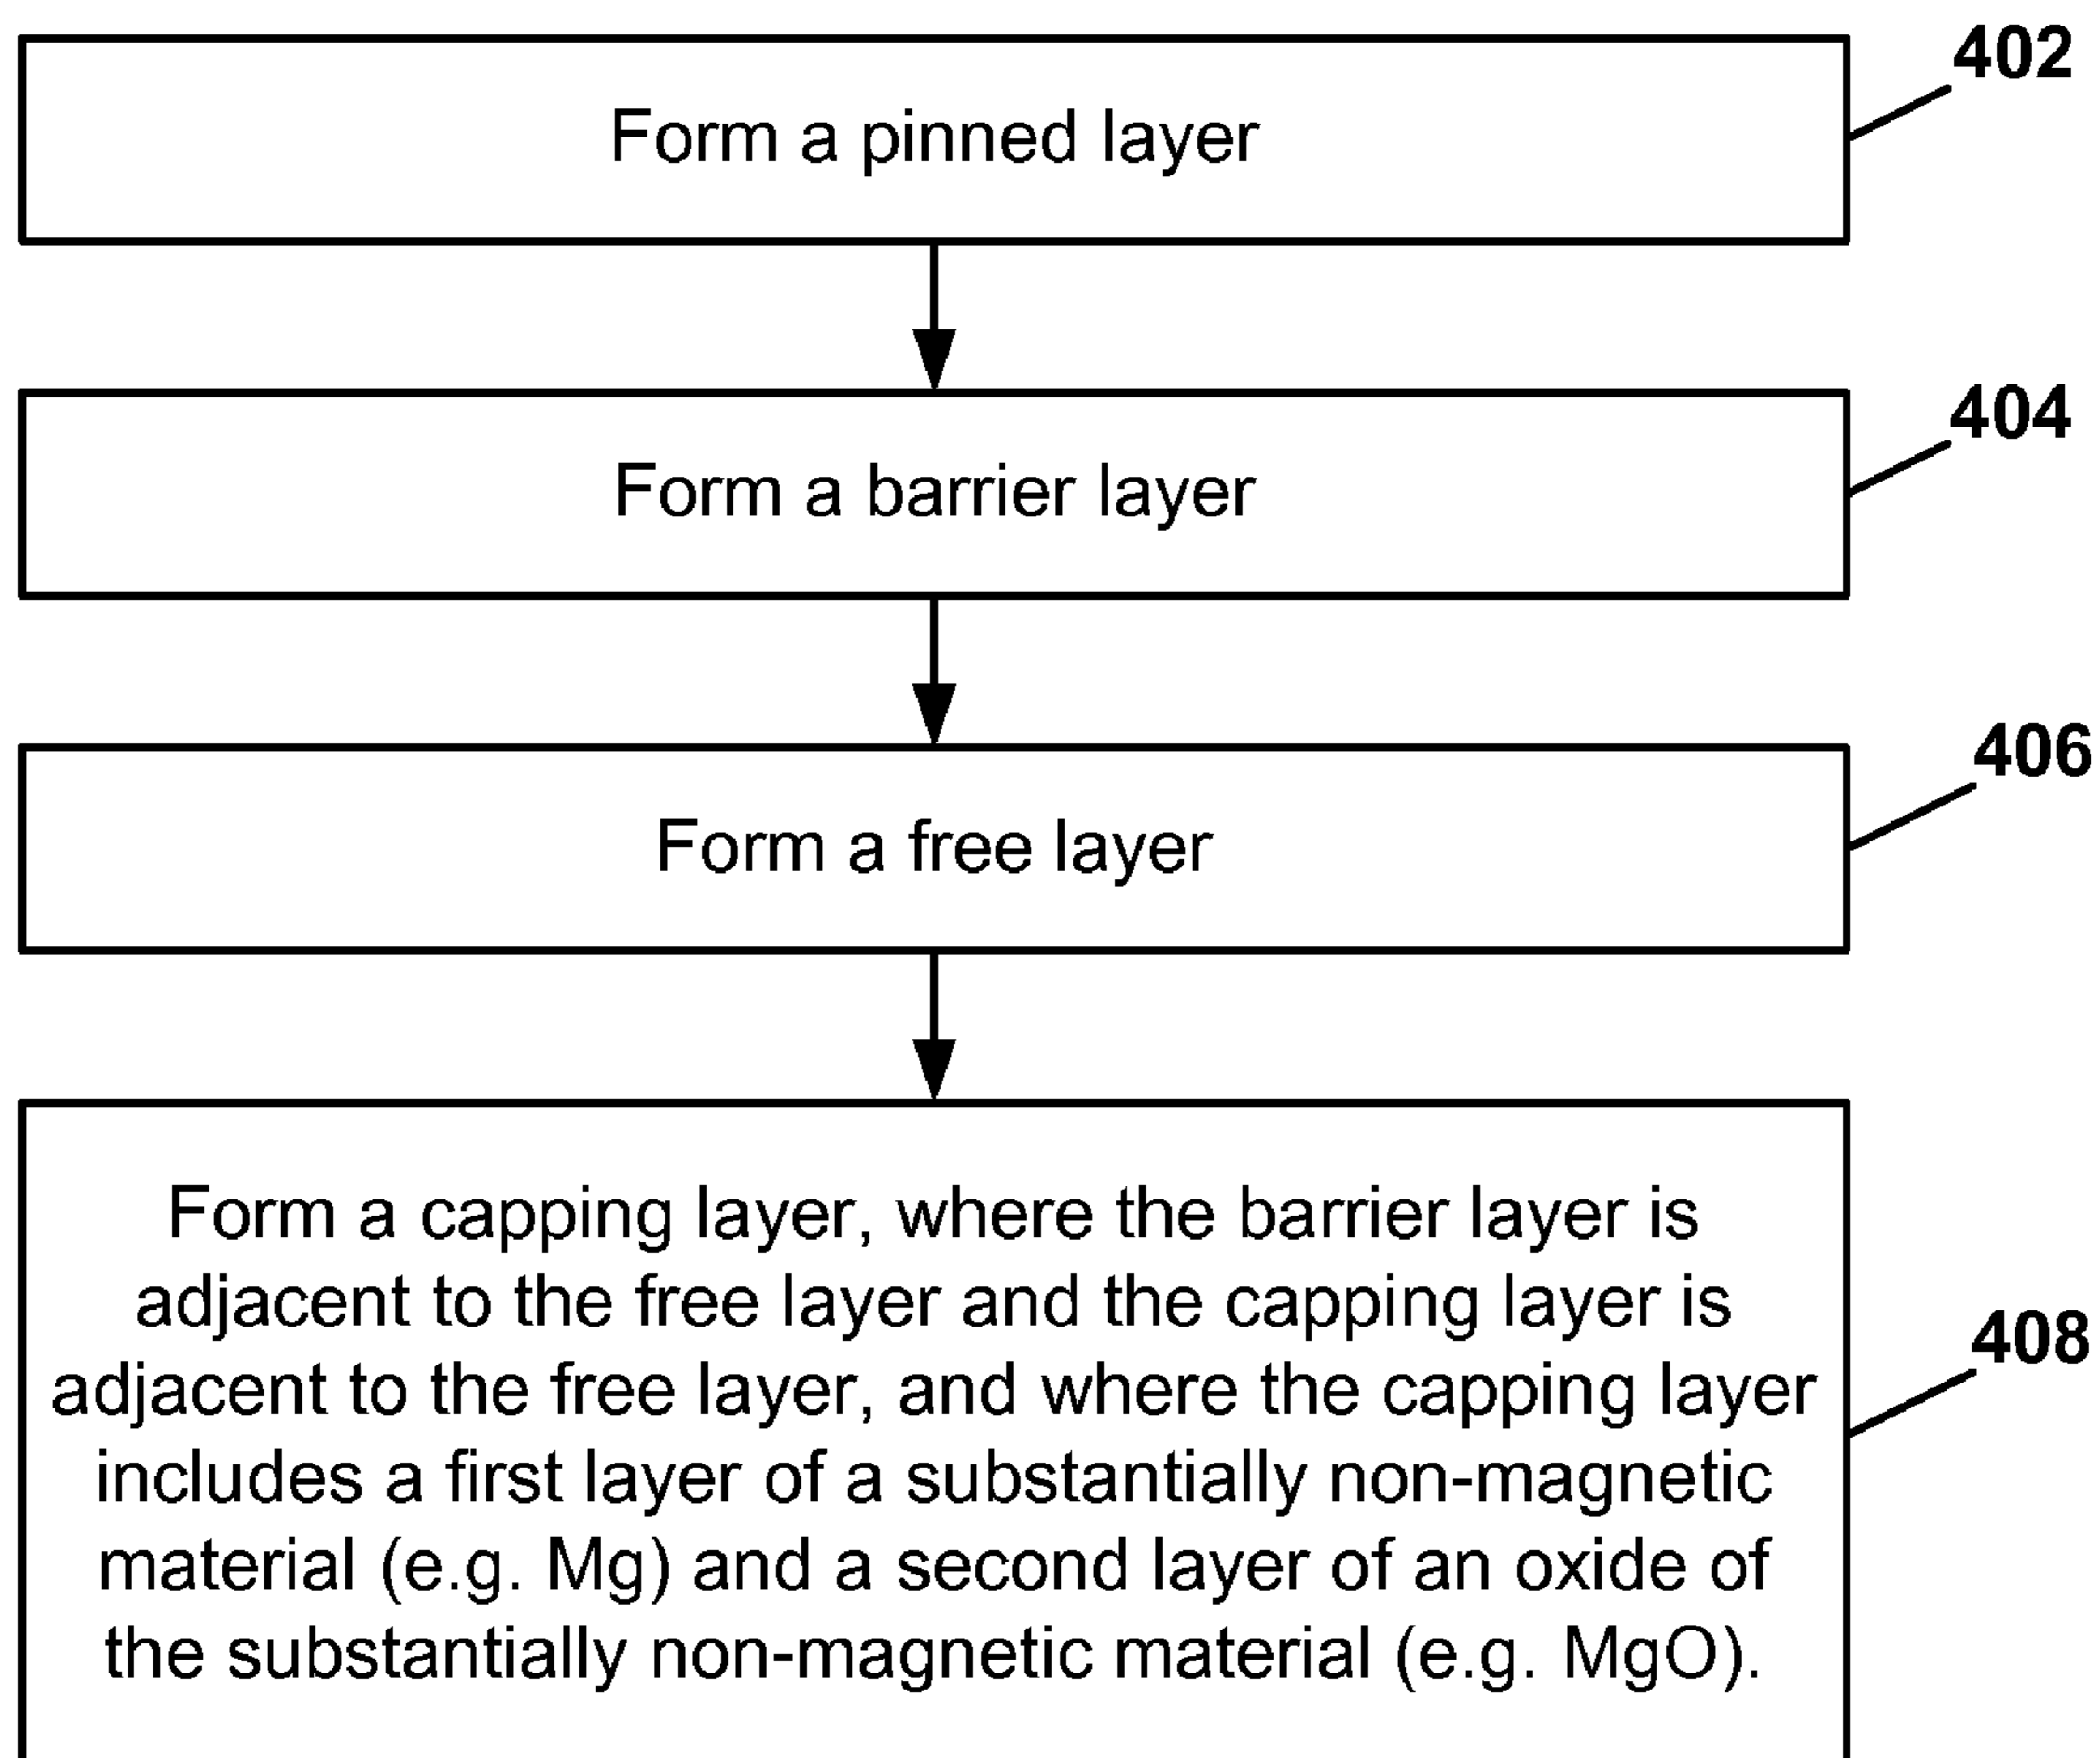 402
Form a pinned layer
404
Form a barrier layer
406
Form a free layer
Form a capping layer, where the barrier layer is
adjacent to the free layer and the capping layer is
adjacent to the free layer, and where the capping layer
includes a first layer of a substantially non-magnetic
material (e.g. Mg) and a second layer of an oxide of
the substantially non-magnetic material (e.g. MgO).
408